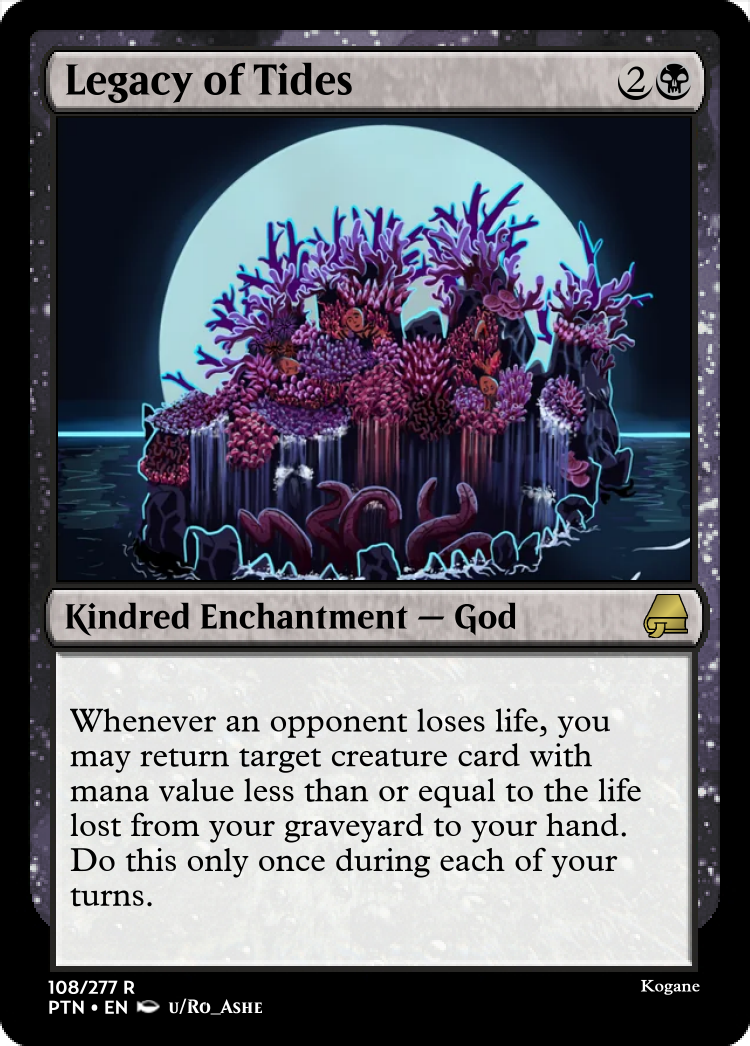 Legacy of Tides 2
Kindred Enchantment — God
Whenever an opponent loses life, you
may return target creature card with
mana value less than or equal to the life
lost from your graveyard to your hand.
Do this only once during each of your
turns.
108/277 R
Kogane
PTN • EN u/Ro_Ashe